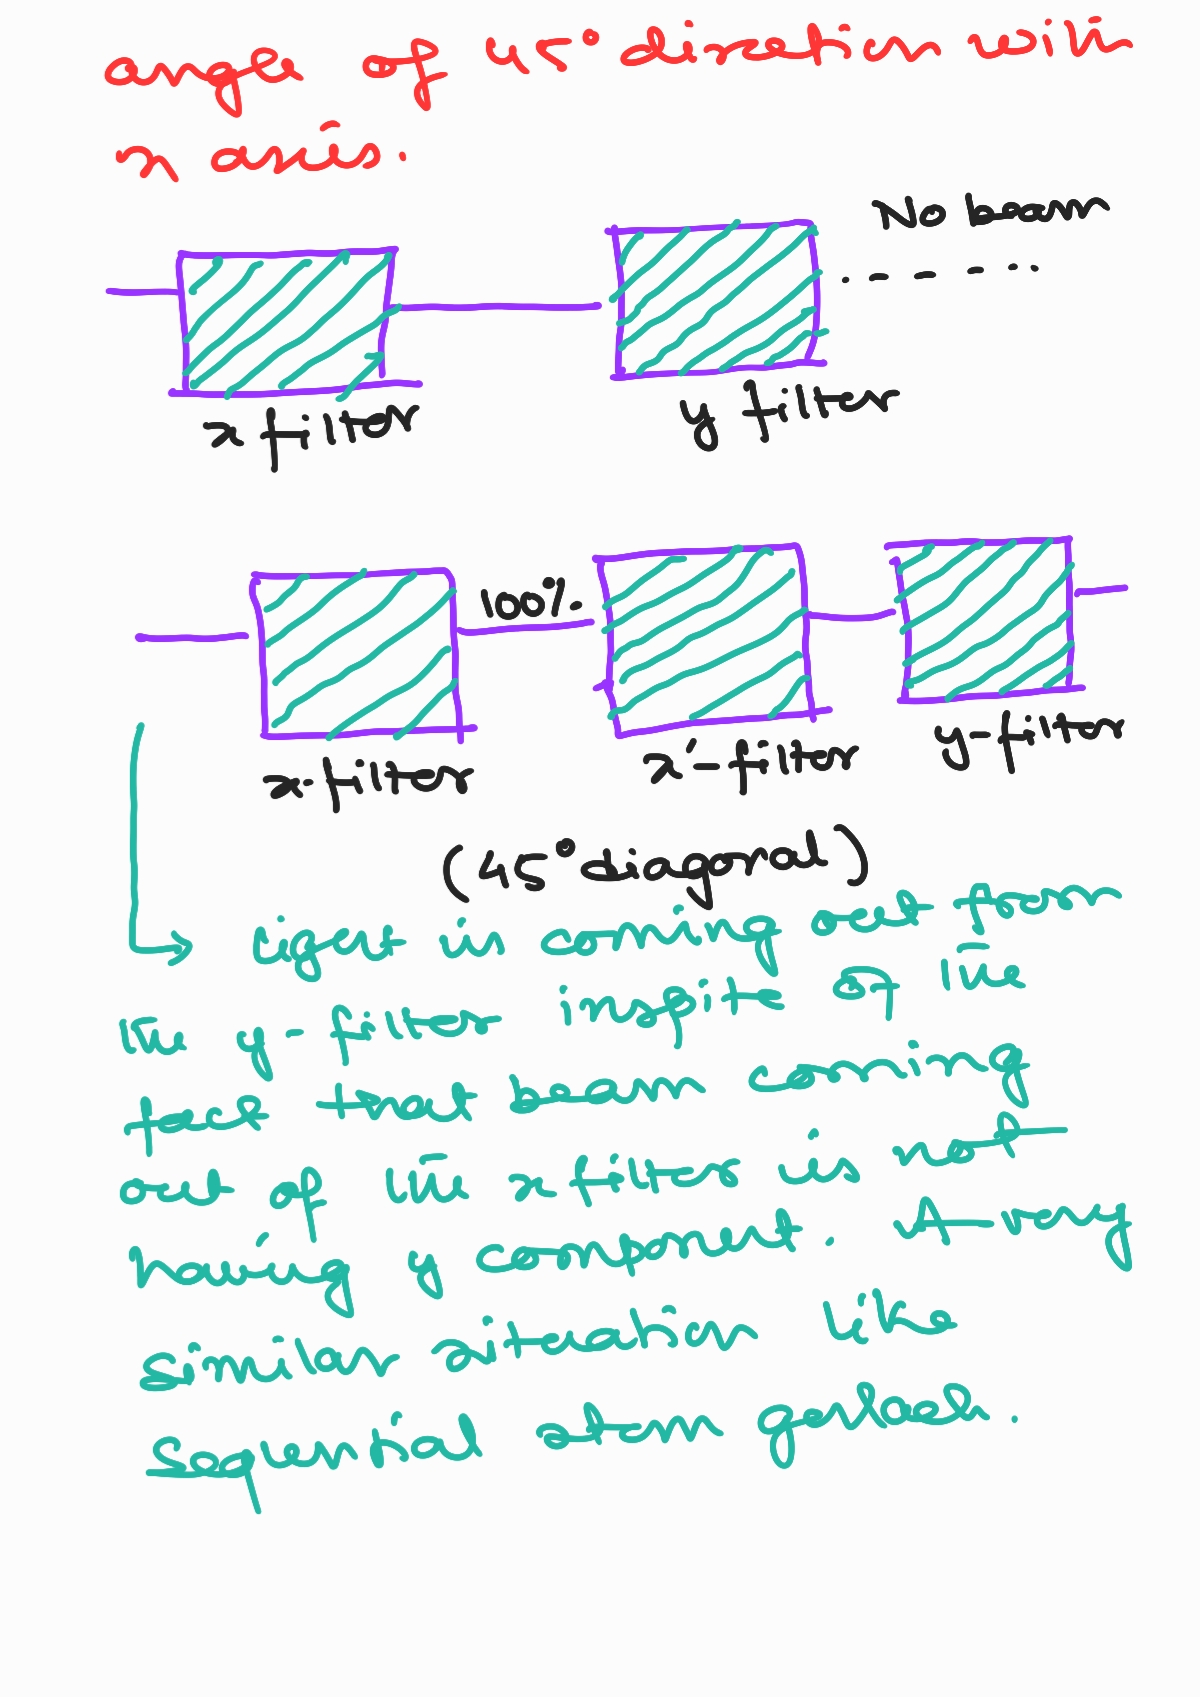 angle of 45° direction with
x axis.
No beam
x filter
y filter
100%
x-filter
x'-filter
y-filter
(45° diagonal)
Light is coming out from
the y-filter inspite of the
fact that beam coming
out of the x filter is not
having y component. A very
similar situation like
sequential stern gerlach.